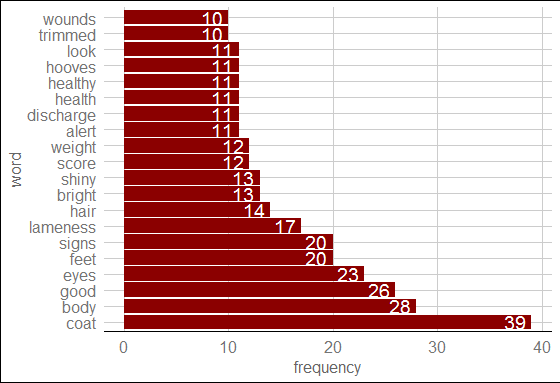 wounds 10
trimmed 10
look 11
hooves 11
healthy 11
health 11
discharge 11
alert 11
weight 12
score 12
shiny 13
bright 13
hair 14
lameness 17
signs 20
feet 20
eyes 23
good 26
body 28
coat 39
word
0 10 20 30 40
frequency